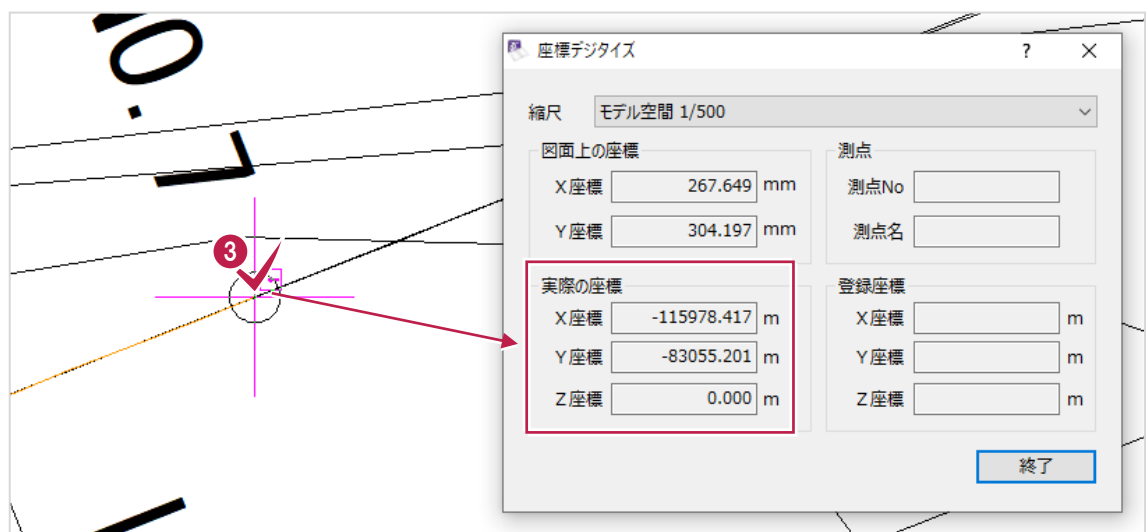 座標デジタイズ ? ×
縮尺 モデル空間 1/500
図面上の座標
X座標 267.649 mm
Y座標 304.197 mm
測点
測点No
測点名
実際の座標
X座標 -115978.417 m
Y座標 -83055.201 m
Z座標 0.000 m
登録座標
X座標 m
Y座標 m
Z座標 m
終了
3